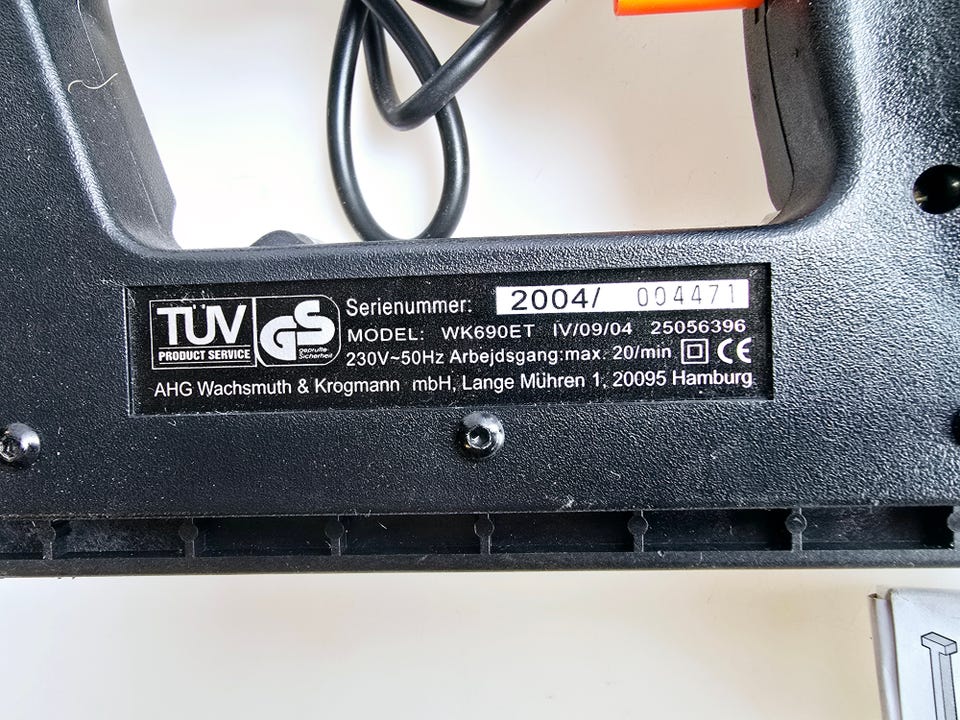 TÜV
PRODUCT SERVICE
GS
geprüfte
Sicherheit
Serienummer: 2004/ 004471
MODEL: WK690ET IV/09/04 25056396
230V~50Hz Arbejdsgang:max. 20/min CE
AHG Wachsmuth & Krogmann mbH, Lange Mühren 1, 20095 Hamburg